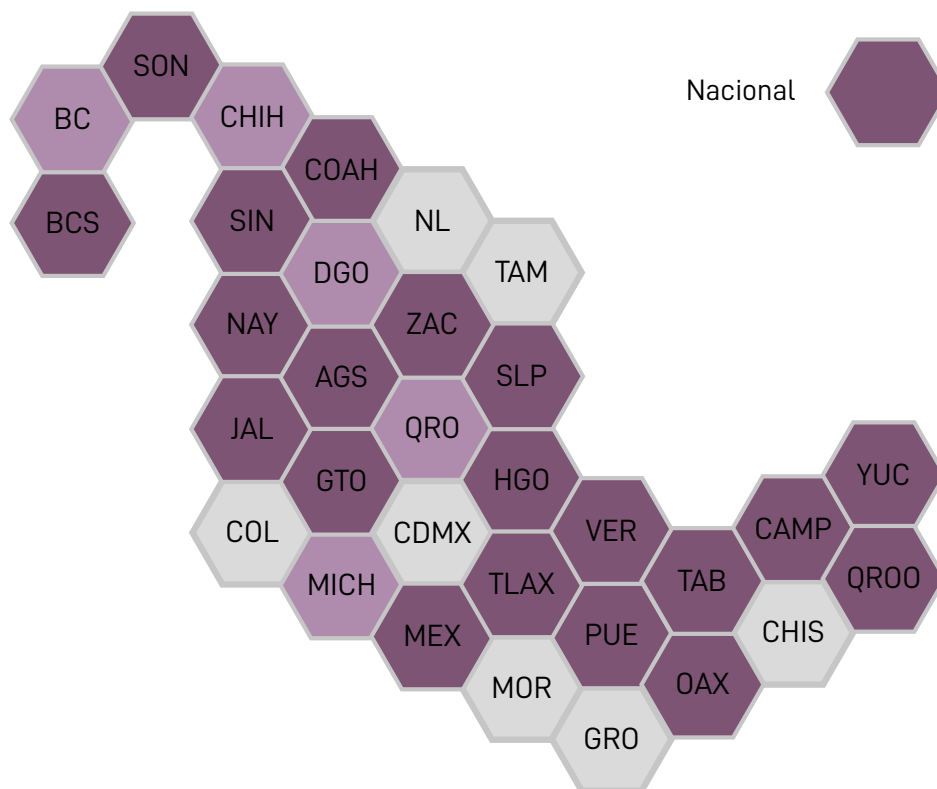 SON
Nacional
BC
CHIH
COAH
BCS
SIN
NL
DGO
TAM
NAY
ZAC
AGS
SLP
JAL
QRO
GTO
HGO
YUC
COL
CDMX
VER
CAMP
MICH
TLAX
TAB
QROO
MEX
PUE
CHIS
MOR
OAX
GRO